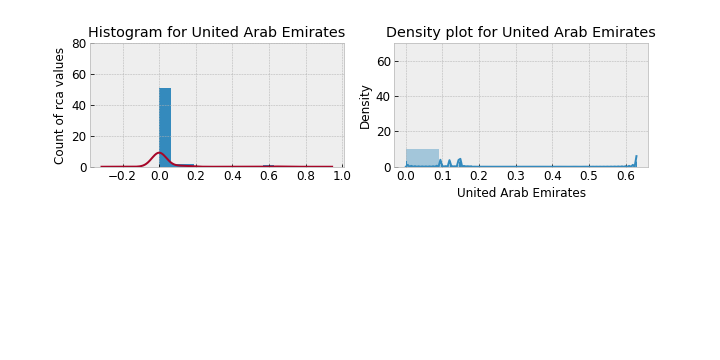 Histogram for United Arab Emirates
Count of rca values
80
60
40
20
0
−0.2 0.0 0.2 0.4 0.6 0.8 1.0
Density plot for United Arab Emirates
Density
60
40
20
0
0.0 0.1 0.2 0.3 0.4 0.5 0.6
United Arab Emirates